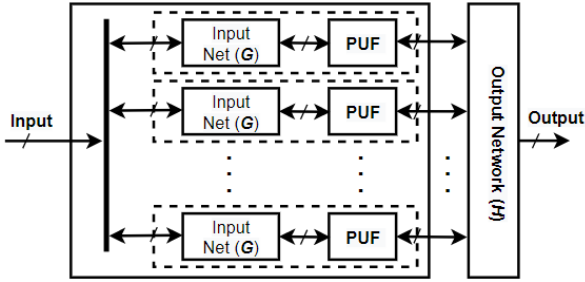 Input
Net (G)
PUF
Input
Net (G)
PUF
Input
Output
Input
Net (G)
PUF
Output Network (H)